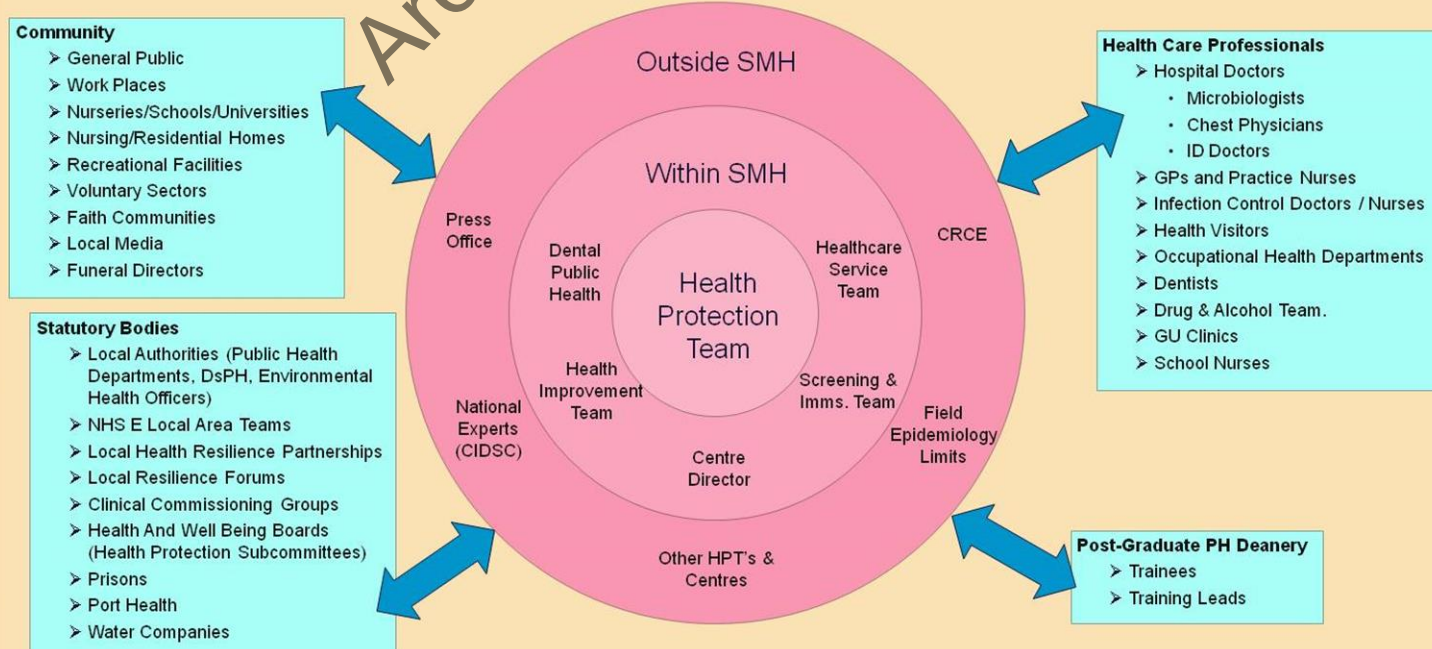 Arc
Community
➢ General Public
➢ Work Places
➢ Nurseries/Schools/Universities
➢ Nursing/Residential Homes
➢ Recreational Facilities
➢ Voluntary Sectors
➢ Faith Communities
➢ Local Media
➢ Funeral Directors
Statutory Bodies
➢ Local Authorities (Public Health
Departments, DsPH, Environmental
Health Officers)
➢ NHS E Local Area Teams
➢ Local Health Resilience Partnerships
➢ Local Resilience Forums
➢ Clinical Commissioning Groups
➢ Health And Well Being Boards
(Health Protection Subcommittees)
➢ Prisons
➢ Port Health
➢ Water Companies
Outside SMH
Press
Office
CRCE
National
Experts
(CIDSC)
Field
Epidemiology
Limits
Other HPT's &
Centres
Within SMH
Dental
Public
Health
Healthcare
Service
Team
Health
Improvement
Team
Screening &
Imms. Team
Centre
Director
Health
Protection
Team
Health Care Professionals
➢ Hospital Doctors
• Microbiologists
• Chest Physicians
• ID Doctors
➢ GPs and Practice Nurses
➢ Infection Control Doctors / Nurses
➢ Health Visitors
➢ Occupational Health Departments
➢ Dentists
➢ Drug & Alcohol Team.
➢ GU Clinics
➢ School Nurses
Post-Graduate PH Deanery
➢ Trainees
➢ Training Leads